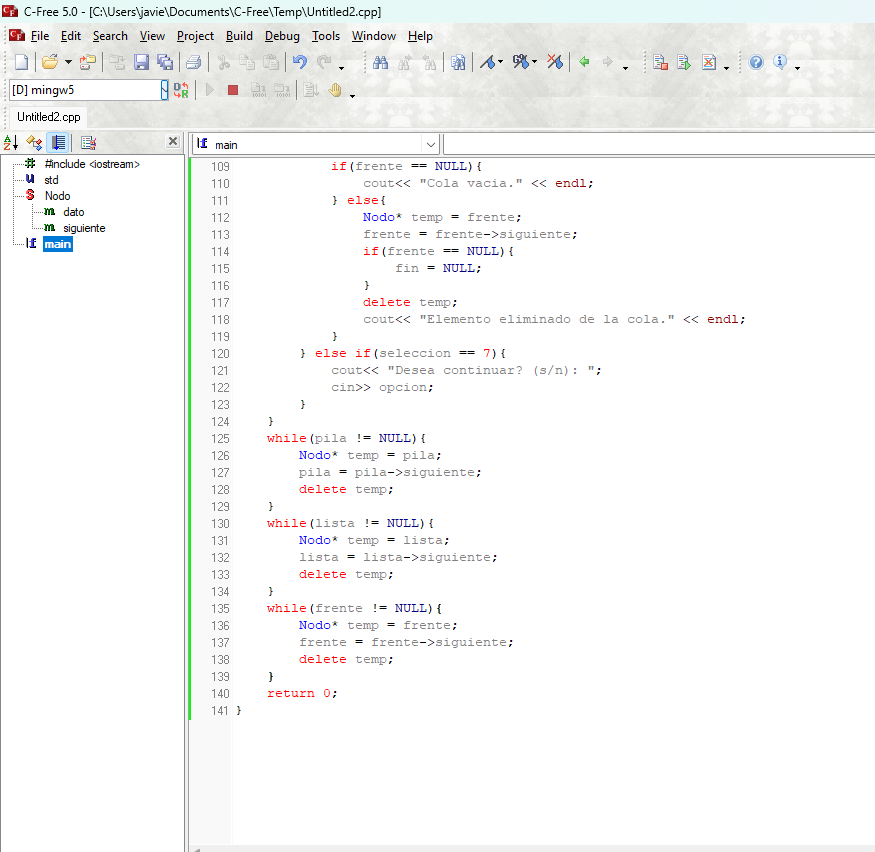 C-Free 5.0 - [C:\Users\javie\Documents\C-Free\Temp\Untitled2.cpp]
File Edit Search View Project Build Debug Tools Window Help
[D] mingw5
Untitled2.cpp
main
#include <iostream>
std
Nodo
dato
siguiente
main
109 if(frente == NULL){
110 cout<< "Cola vacia." << endl;
111 } else{
112 Nodo* temp = frente;
113 frente = frente->siguiente;
114 if(frente == NULL){
115 fin = NULL;
116 }
117 delete temp;
118 cout<< "Elemento eliminado de la cola." << endl;
119 }
120 } else if(seleccion == 7){
121 cout<< "Desea continuar? (s/n): ";
122 cin>> opcion;
123 }
124 }
125 while(pila != NULL){
126 Nodo* temp = pila;
127 pila = pila->siguiente;
128 delete temp;
129 }
130 while(lista != NULL){
131 Nodo* temp = lista;
132 lista = lista->siguiente;
133 delete temp;
134 }
135 while(frente != NULL){
136 Nodo* temp = frente;
137 frente = frente->siguiente;
138 delete temp;
139 }
140 return 0;
141 }